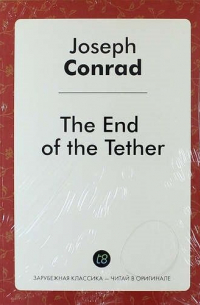 Joseph
Conrad
The End
of the Tether
t8
ЗАРУБЕЖНАЯ КЛАССИКА — ЧИТАЙ В ОРИГИНАЛЕ